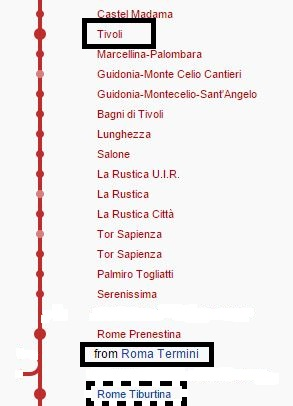 Castel Madama
Tivoli
Marcellina-Palombara
Guidonia-Monte Celio Cantieri
Guidonia-Montecelio-Sant'Angelo
Bagni di Tivoli
Lunghezza
Salone
La Rustica U.I.R.
La Rustica
La Rustica Città
Tor Sapienza
Tor Sapienza
Palmiro Togliatti
Serenissima
Rome Prenestina
from Roma Termini
Rome Tiburtina